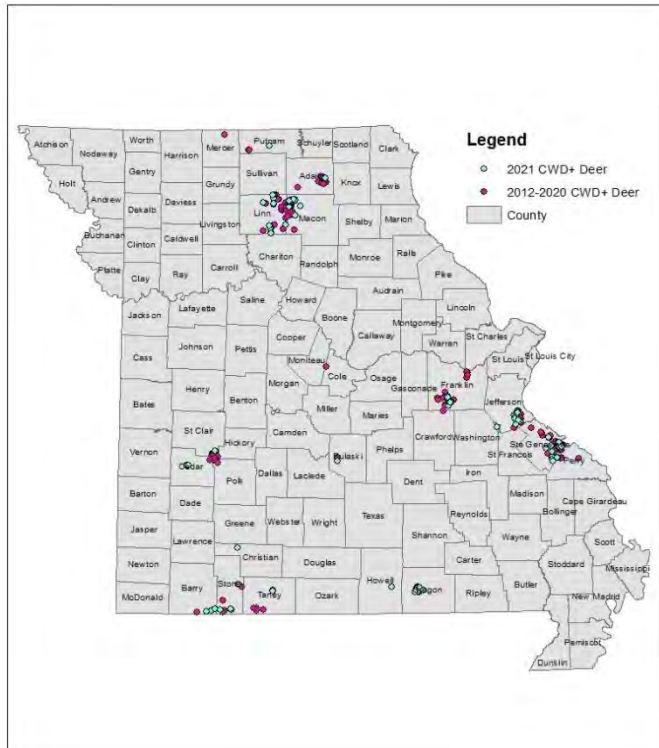 Legend
2021 CWD+ Deer
2012-2020 CWD+ Deer
County
Atchison
Nodaway
Worth
Harrison
Mercer
Putnam
Schuyler
Scotland
Clark
Holt
Gentry
Sullivan
Knox
Lewis
Andrew
Grundy
Dekalb
Daviess
Linn
Macon
Shelby
Marion
Livingston
Buchanan
Caldwell
Clinton
Chariton
Monroe
Ralls
Platte
Clay
Ray
Carroll
Randolph
Pike
Audrain
Saline
Howard
Lincoln
Jackson
Lafayette
Boone
Montgomery
Callaway
Warren
St Charles
Cooper
Johnson
Pettis
St Louis
St Louis City
Cass
Moniteau
Cole
Osage
Gasconade
Franklin
Henry
Morgan
Jefferson
Bates
Benton
Miller
Maries
St Clair
Camden
Crawford
Washington
Hickory
Vernon
Pulaski
Phelps
St Francois
Perry
Cedar
Dallas
Laclede
Iron
Polk
Dent
Barton
Madison
Dade
Cape Girardeau
Texas
Reynolds
Bollinger
Greene
Webster
Wright
Jasper
Shannon
Wayne
Lawrence
Scott
Christian
Douglas
Carter
Stoddard
Mississippi
Newton
Howell
Butler
Barry
Stone
Taney
Ozark
Ripley
New Madrid
McDonald
Pemiscot
Dunklin